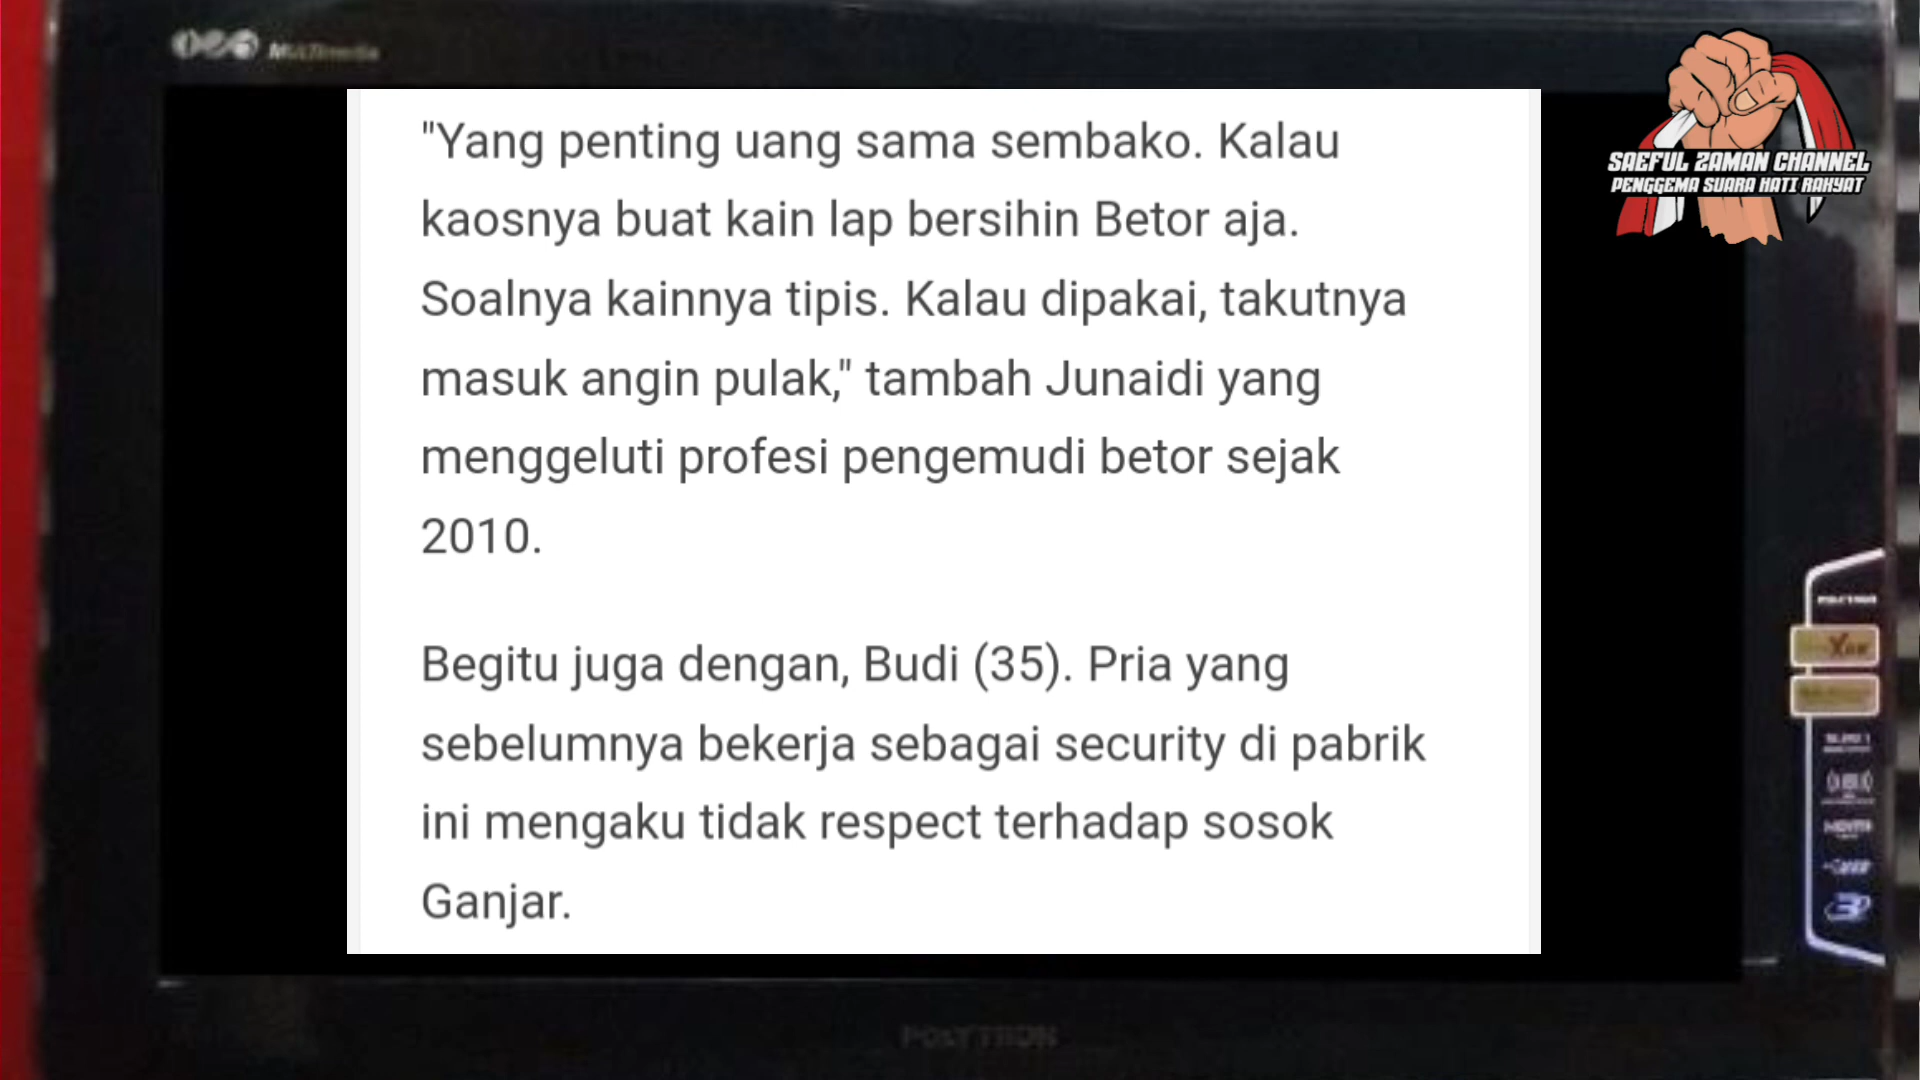 MULTImedia
SAEFUL ZAMAN CHANNEL
PENGGEMA SUARA HATI RAKYAT
"Yang penting uang sama sembako. Kalau
kaosnya buat kain lap bersihin Betor aja.
Soalnya kainnya tipis. Kalau dipakai, takutnya
masuk angin pulak," tambah Junaidi yang
menggeluti profesi pengemudi betor sejak
2010.
Begitu juga dengan, Budi (35). Pria yang
sebelumnya bekerja sebagai security di pabrik
ini mengaku tidak respect terhadap sosok
Ganjar.
POLYTRON